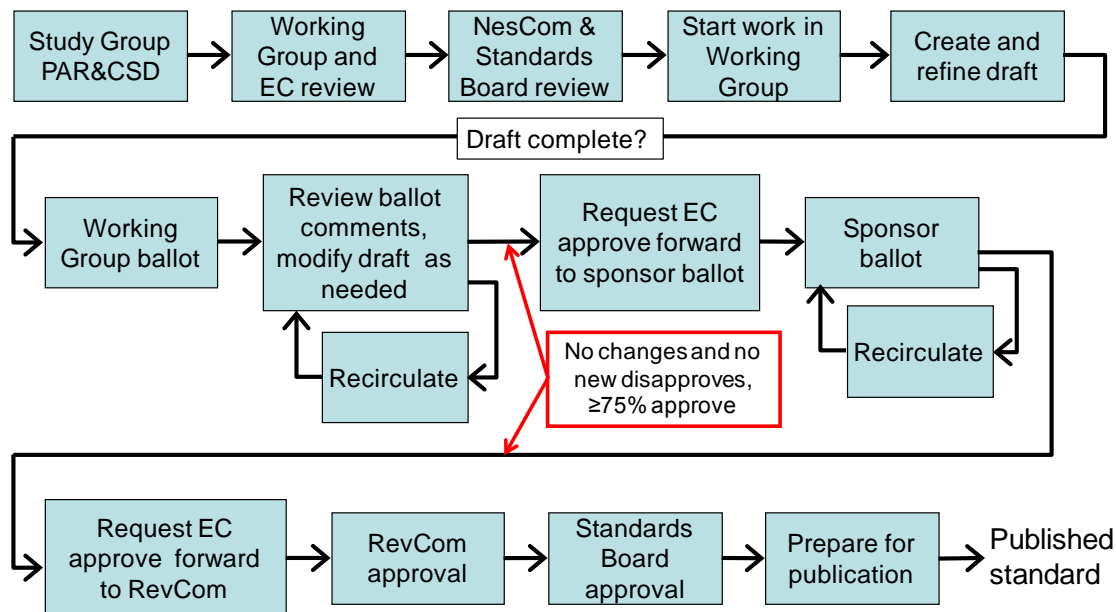 Study Group
PAR&CSD
Working
Group and
EC review
NesCom &
Standards
Board review
Start work in
Working
Group
Create and
refine draft
Draft complete?
Working
Group ballot
Review ballot
comments,
modify draft as
needed
Recirculate
Request EC
approve forward
to sponsor ballot
Sponsor
ballot
Recirculate
No changes and no
new disapproves,
≥75% approve
Request EC
approve forward
to RevCom
RevCom
approval
Standards
Board
approval
Prepare for
publication
Published
standard